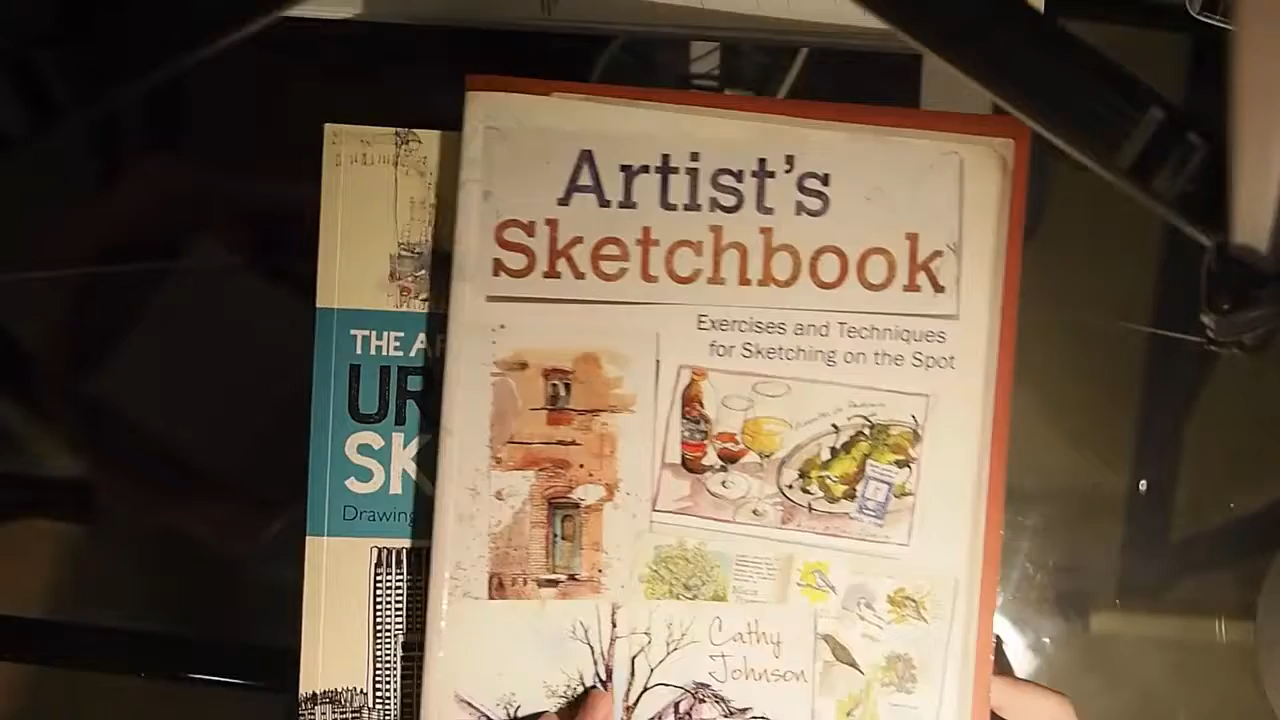 Artist's
Sketchbook
Exercises and Techniques
for Sketching on the Spot
Cathy
Johnson
THE A
UR
SK
Drawing